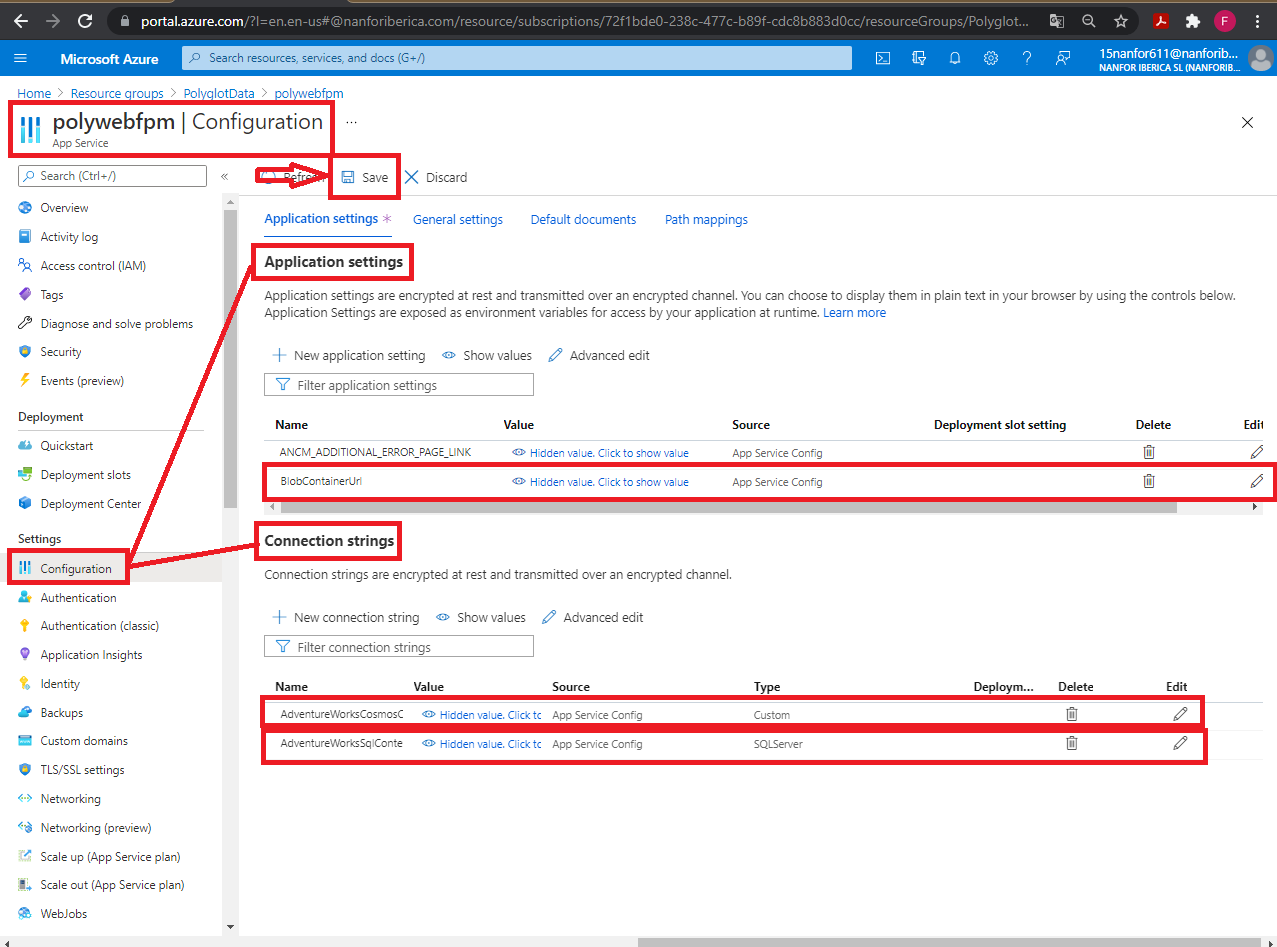 portal.azure.com/?l=en.en-us#@nanforiberica.com/resource/subscriptions/72f1bde0-238c-477c-b89f-cdc8b883d0cc/resourceGroups/Polyglot...
F
Microsoft Azure
Search resources, services, and docs (G+/)
15nanfor611@nanforib...
NANFOR IBERICA SL (NANFORIB...
Home > Resource groups > PolyglotData > polywebfpm
polywebfpm | Configuration ...
App Service
Search (Ctrl+/) «
Refresh Save Discard
Overview
Activity log
Access control (IAM)
Tags
Diagnose and solve problems
Security
Events (preview)
Deployment
Quickstart
Deployment slots
Deployment Center
Settings
Configuration
Authentication
Authentication (classic)
Application Insights
Identity
Backups
Custom domains
TLS/SSL settings
Networking
Networking (preview)
Scale up (App Service plan)
Scale out (App Service plan)
WebJobs
Application settings * General settings Default documents Path mappings
Application settings
Application settings are encrypted at rest and transmitted over an encrypted channel. You can choose to display them in plain text in your browser by using the controls below.
Application Settings are exposed as environment variables for access by your application at runtime. Learn more
New application setting Show values Advanced edit
Filter application settings
Name Value Source Deployment slot setting Delete Edit
ANCM_ADDITIONAL_ERROR_PAGE_LINK Hidden value. Click to show value App Service Config
BlobContainerUrl Hidden value. Click to show value App Service Config
Connection strings
Connection strings are encrypted at rest and transmitted over an encrypted channel.
New connection string Show values Advanced edit
Filter connection strings
Name Value Source Type Deploym... Delete Edit
AdventureWorksCosmosC Hidden value. Click to App Service Config Custom
AdventureWorksSqlConte Hidden value. Click to App Service Config SQLServer